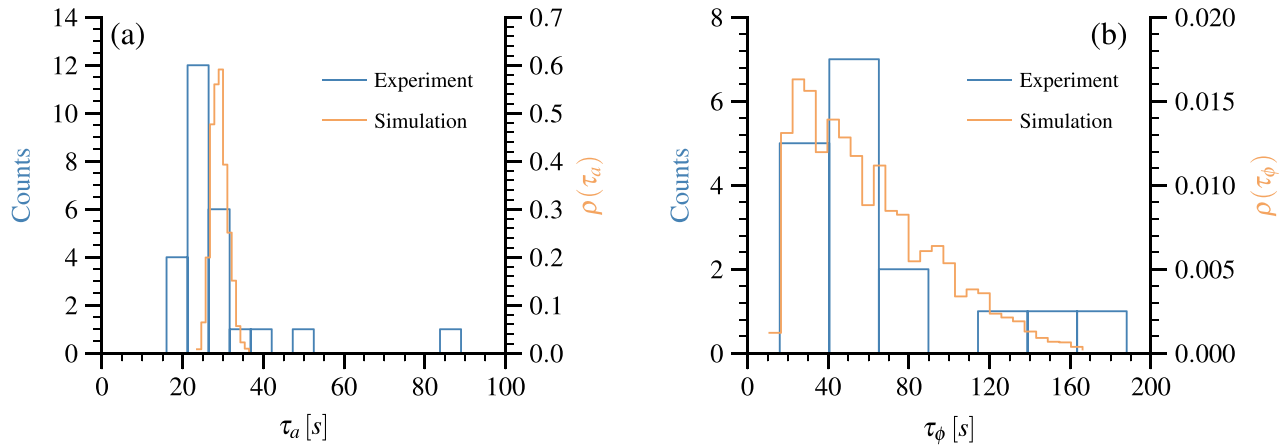 (a)
Experiment
Simulation
Counts
14
12
10
8
6
4
2
0
0.7
0.6
0.5
0.4
0.3
0.2
0.1
0.0
ρ(τₐ)
0 20 40 60 80 100
τₐ [s]
(b)
Experiment
Simulation
Counts
8
6
4
2
0
0.020
0.015
0.010
0.005
0.000
ρ(τ_ϕ)
0 40 80 120 160 200
τ_ϕ [s]